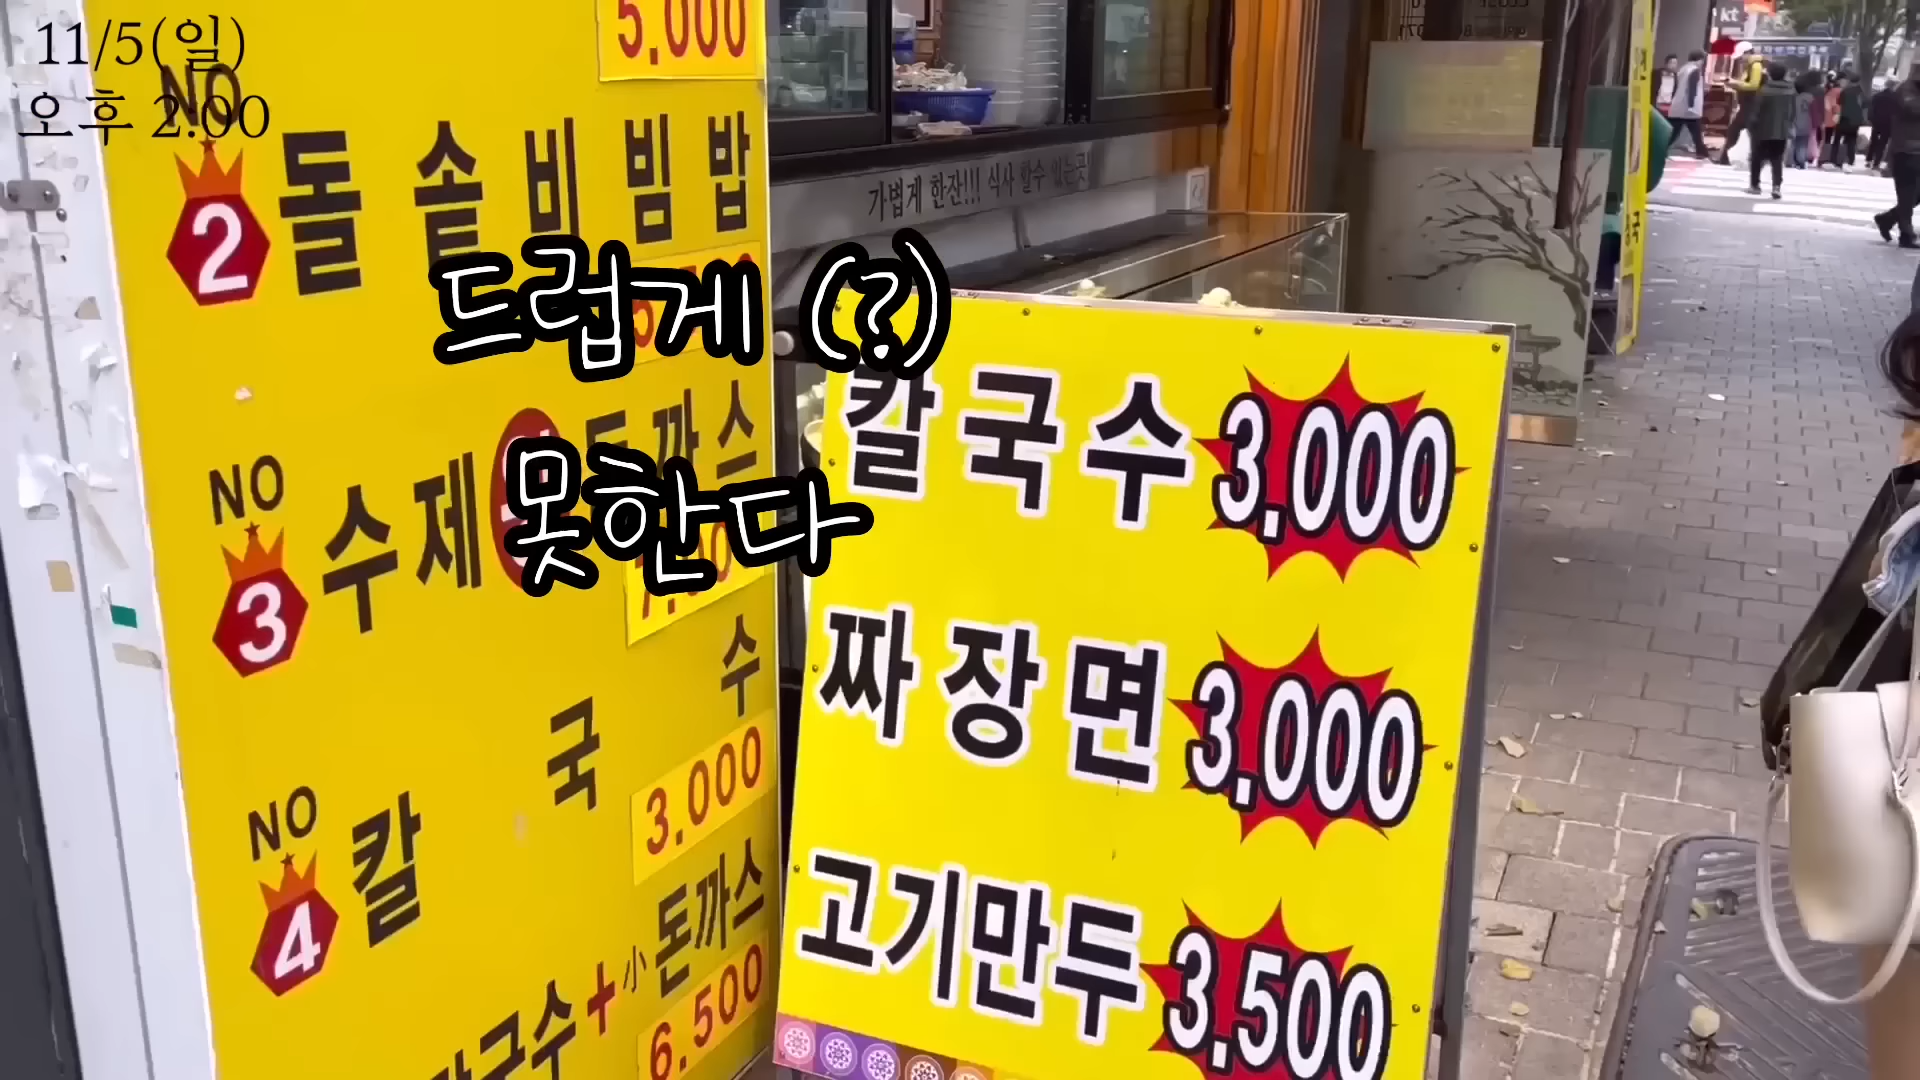 11/5(일)
오후 2:00
5.000
NO
2 돌솥비빔밥
드럽게 (?)
못한다
NO
3 수제
까스
NO
4 칼국수
3.000
칼국수+小돈까스
6.500
가볍게 한잔!!! 식사 할수 있는곳!
칼국수 3.000
짜장면 3.000
고기만두 3.500
kt